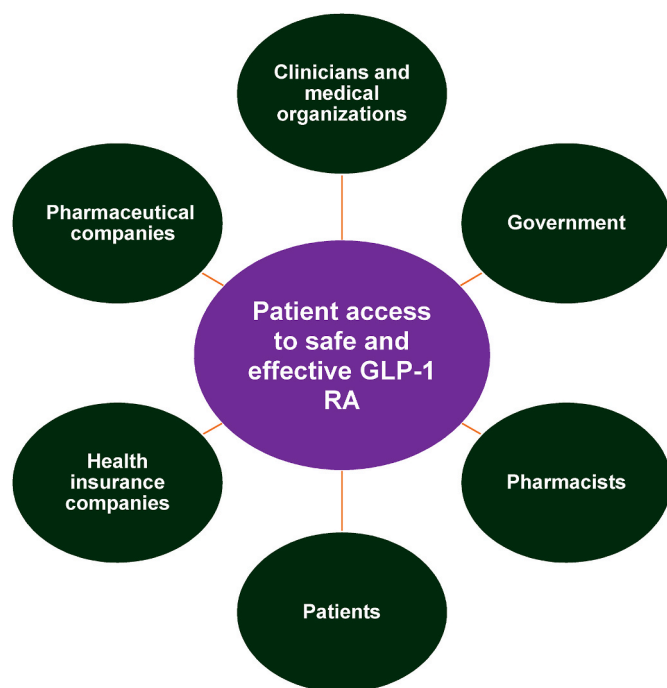 Clinicians and
medical
organizations
Pharmaceutical
companies
Government
Patient access
to safe and
effective GLP-1
RA
Health
insurance
companies
Pharmacists
Patients